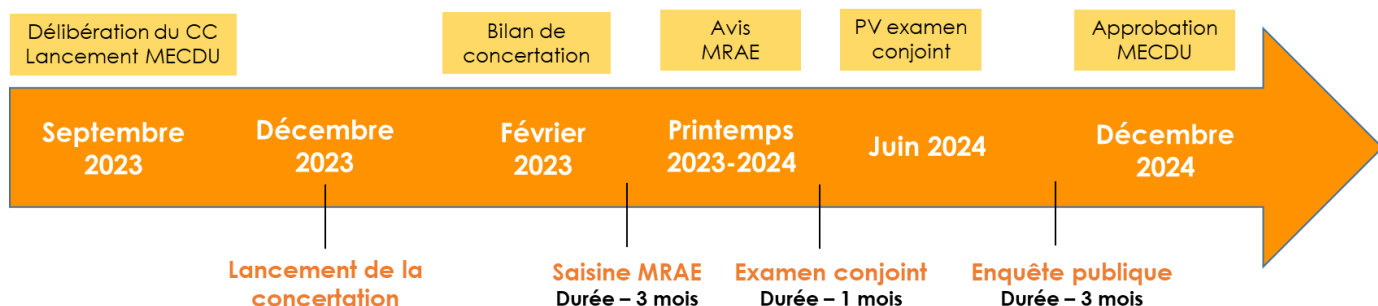 Délibération du CC
Lancement MECDU
Bilan de
concertation
Avis
MRAE
PV examen
conjoint
Approbation
MECDU
Septembre
2023
Décembre
2023
Février
2023
Printemps
2023-2024
Juin 2024
Décembre
2024
Lancement de la
concertation
Saisine MRAE
Durée – 3 mois
Examen conjoint
Durée – 1 mois
Enquête publique
Durée – 3 mois